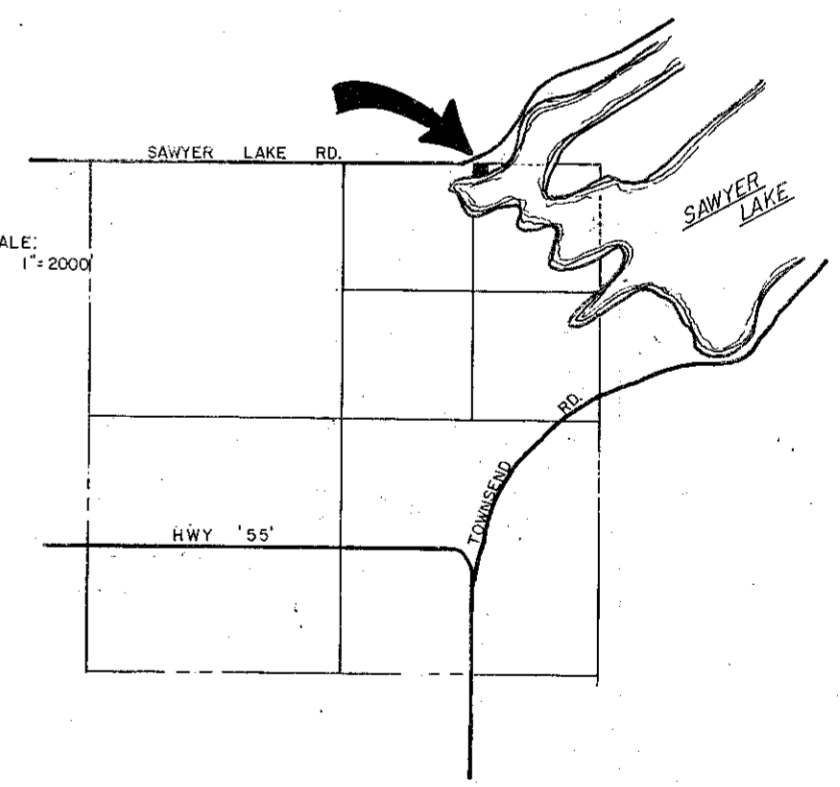 SAWYER LAKE RD.
SAWYER
LAKE
ALE:
1"=2000'
RD.
TOWNSEND
HWY '55'